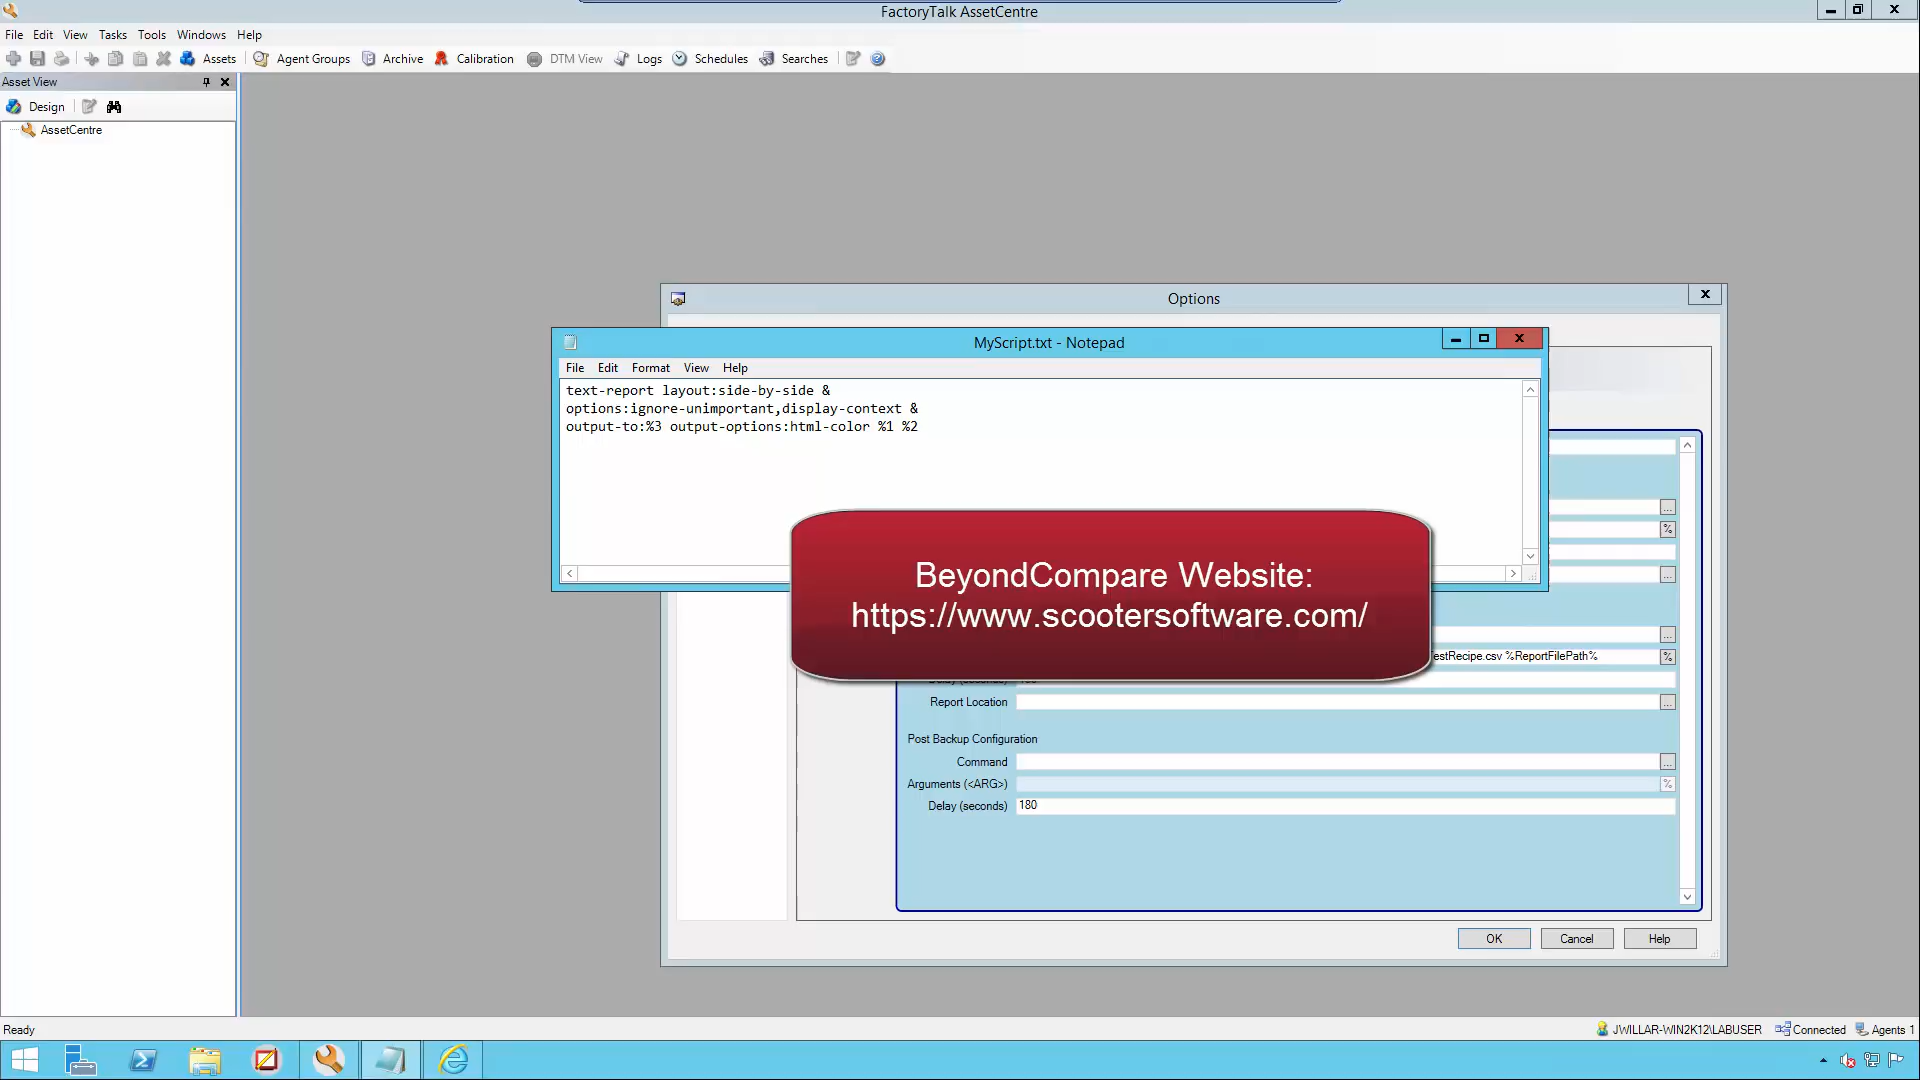 FactoryTalk AssetCentre
File Edit View Tasks Tools Windows Help
Assets Agent Groups Archive Calibration DTM View Logs Schedules Searches
Asset View
Design
AssetCentre
Options
MyScript.txt - Notepad
File Edit Format View Help
text-report layout:side-by-side &
options:ignore-unimportant,display-context &
output-to:%3 output-options:html-color %1 %2
BeyondCompare Website:
https://www.scootersoftware.com/
estRecipe.csv %ReportFilePath%
Report Location
Post Backup Configuration
Command
Arguments (<ARG>)
Delay (seconds) 180
OK Cancel Help
Ready
JWILLAR-WIN2K12\LABUSER Connected Agents 1